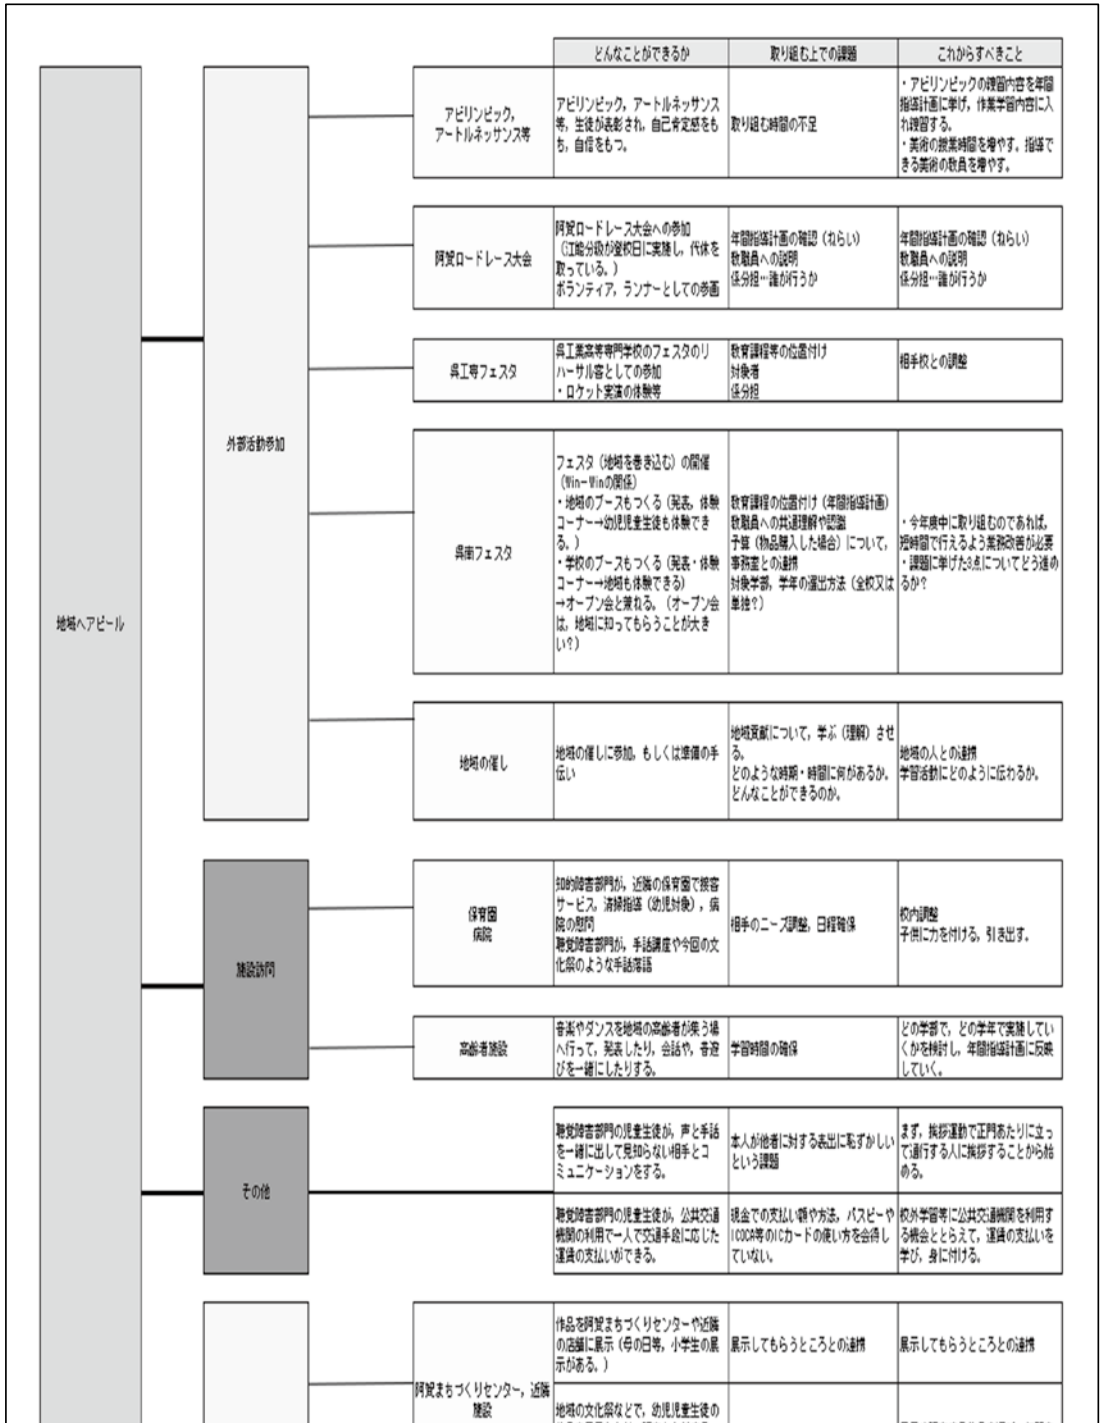 どんなことができるか
取り組む上での課題
これからすべきこと
地域へアピール
外部活動参加
アビリンピック，
アートルネッサンス等
アビリンピック，アートルネッサンス
等，生徒が表彰され，自己肯定感をも
ち，自信をもつ。
取り組む時間の不足
・アビリンピックの練習内容を年間
指導計画に挙げ，作業学習内容に入
れ練習する。
・美術の授業時間を増やす。指導で
きる美術の教員を増やす。
阿賀ロードレース大会
阿賀ロードレース大会への参加
（江能分級が登校日に実施し，代休を
取っている。）
ボランティア，ランナーとしての参画
年間指導計画の確認（ねらい）
教職員への説明
係分担…誰が行うか
年間指導計画の確認（ねらい）
教職員への説明
係分担…誰が行うか
呉工専フェスタ
呉工業高等専門学校のフェスタのリ
ハーサル客としての参加
・ロケット実演の体験等
教育課程等の位置付け
対象者
係分担
相手校との調整
呉南フェスタ
フェスタ（地域を巻き込む）の開催
（Win－Winの関係）
・地域のブースもつくる（発表，体験
コーナー→幼児児童生徒も体験でき
る。）
・学校のブースもつくる（発表・体験
コーナー→地域も体験できる）
→オープン会と兼ねる。（オープン会
は，地域に知ってもらうことが大き
い？）
教育課程の位置付け（年間指導計画）
教職員への共通理解や認識
予算（物品購入した場合）について，
事務室との連携
対象学部，学年の選出方法（全校又は
単独？）
・今年度中に取り組むのであれば，
短時間で行えるよう業務改善が必要
・課題に挙げた3点についてどう進め
るか？
地域の催し
地域の催しに参加，もしくは準備の手
伝い
地域貢献について，学ぶ（理解）させ
る。
どのような時期・時間に何があるか。
どんなことができるのか。
地域の人との連携
学習活動にどのように伝わるか。
施設訪問
保育園
病院
知的障害部門が，近隣の保育園で接客
サービス，清掃指導（幼児対象），病
院の慰問
聴覚障害部門が，手話講座や今回の文
化祭のような手話落語
相手のニーズ調整，日程確保
校内調整
子供に力を付ける，引き出す。
高齢者施設
音楽やダンスを地域の高齢者が集う場
へ行って，発表したり，会話や，昔遊
びを一緒にしたりする。
学習時間の確保
どの学部で，どの学年で実施してい
くかを検討し，年間指導計画に反映
していく。
その他
聴覚障害部門の児童生徒が，声と手話
を一緒に出して見知らない相手とコ
ミュニケーションをする。
本人が他者に対する表出に恥ずかしい
という課題
まず，挨拶運動で正門あたりに立っ
て通行する人に挨拶することから始
める。
聴覚障害部門の児童生徒が，公共交通
機関の利用で一人で交通手段に応じた
運賃の支払いができる。
現金での支払い額や方法，パスピーや
ICOCA等のICカードの使い方を会得し
ていない。
校外学習等に公共交通機関を利用す
る機会ととらえて，運賃の支払いを
学び，身に付ける。
阿賀まちづくりセンター，近隣
施設
作品を阿賀まちづくりセンターや近隣
の店舗に展示（母の日等，小学生の展
示がある。）
展示してもらうところとの連携
展示してもらうところとの連携
地域の文化祭などで，幼児児童生徒の